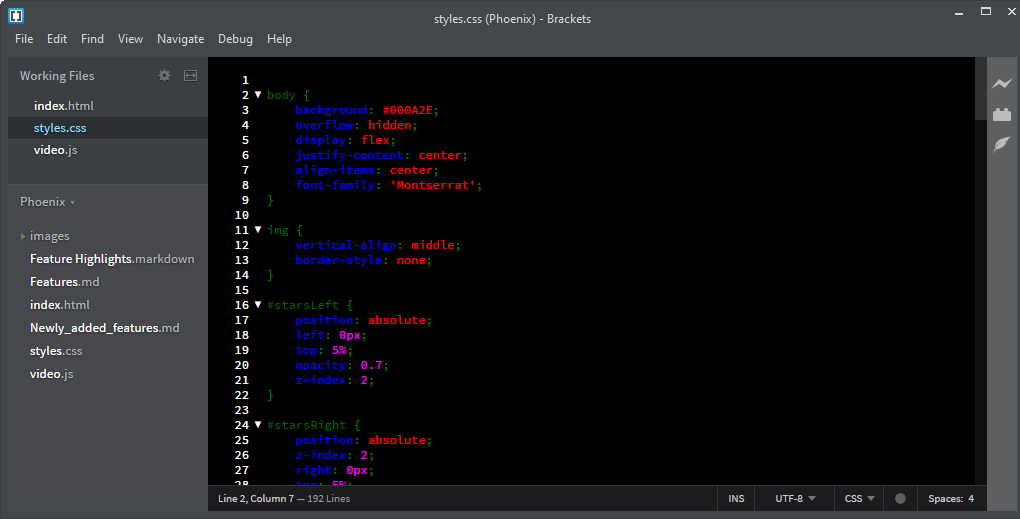 styles.css (Phoenix) - Brackets
File Edit Find View Navigate Debug Help
Working Files
index.html
styles.css
video.js
Phoenix
images
Feature Highlights.markdown
Features.md
index.html
Newly_added_features.md
styles.css
video.js
1
2 body {
3 background: #000A2E;
4 overflow: hidden;
5 display: flex;
6 justify-content: center;
7 align-items: center;
8 font-family: 'Montserrat';
9 }
10
11 img {
12 vertical-align: middle;
13 border-style: none;
14 }
15
16 #starsLeft {
17 position: absolute;
18 left: 0px;
19 top: 5%;
20 opacity: 0.7;
21 z-index: 2;
22 }
23
24 #starsRight {
25 position: absolute;
26 z-index: 2;
27 right: 0px;
28 top: 5%;
Line 2, Column 7 — 192 Lines
INS UTF-8 CSS Spaces: 4